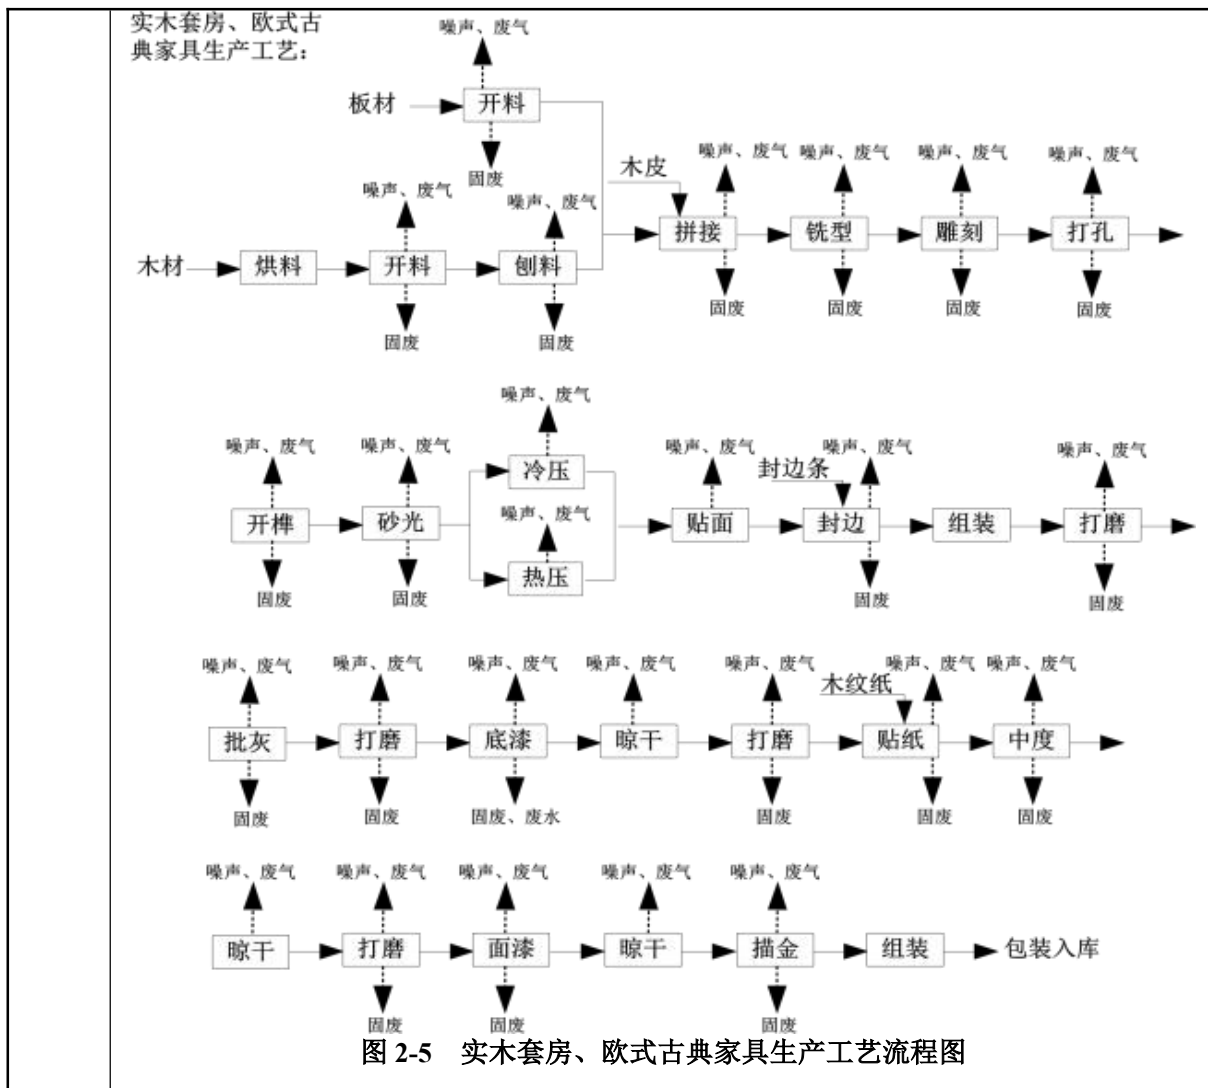 实木套房、欧式古
典家具生产工艺：
噪声、废气
板材
开料
固废
噪声、废气
噪声、废气
木材
烘料
开料
刨料
固废
固废
木皮
噪声、废气
噪声、废气
噪声、废气
噪声、废气
拼接
铣型
雕刻
打孔
固废
固废
固废
固废
噪声、废气
噪声、废气
噪声、废气
噪声、废气
噪声、废气
噪声、废气
噪声、废气
封边条
开榫
砂光
冷压
热压
贴面
封边
组装
打磨
固废
固废
固废
固废
噪声、废气
噪声、废气
噪声、废气
噪声、废气
噪声、废气
噪声、废气
噪声、废气
木纹纸
批灰
打磨
底漆
晾干
打磨
贴纸
中度
固废
固废
固废、废水
固废
固废
固废
噪声、废气
噪声、废气
噪声、废气
噪声、废气
噪声、废气
晾干
打磨
面漆
晾干
描金
组装
包装入库
固废
固废
固废
图 2-5 实木套房、欧式古典家具生产工艺流程图